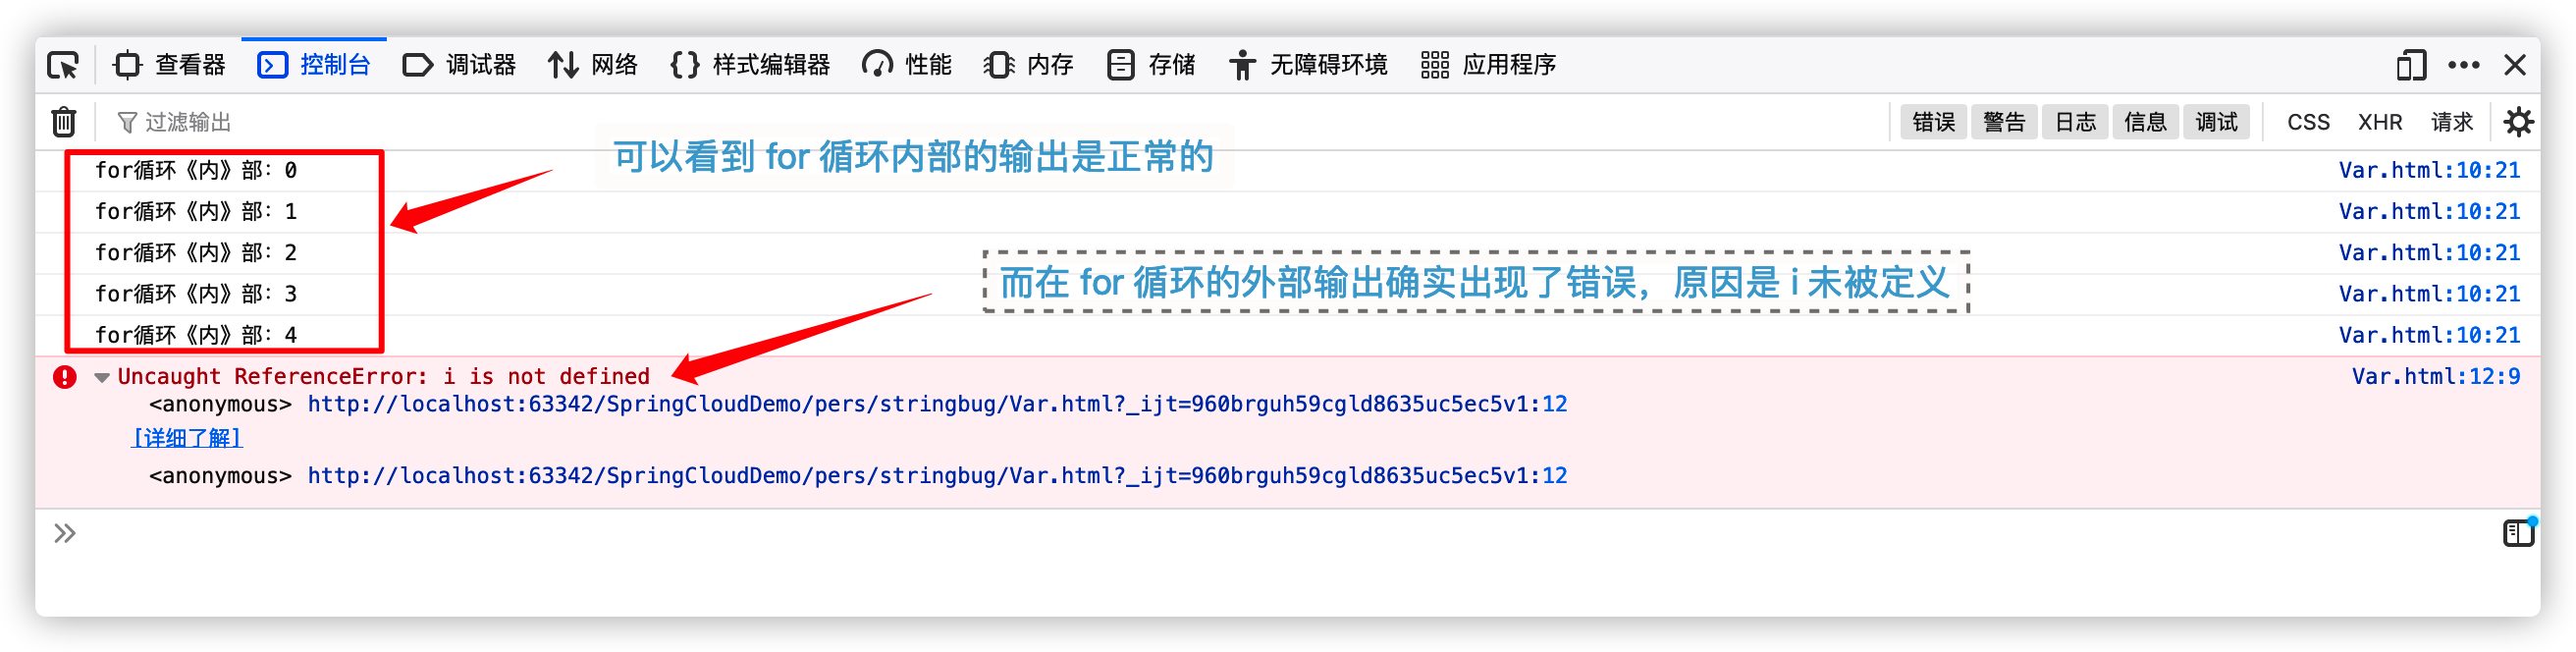 查看器 控制台 调试器 网络 {} 样式编辑器 性能 内存 存储 无障碍环境 应用程序
过滤输出 错误 警告 日志 信息 调试 CSS XHR 请求
可以看到 for 循环内部的输出是正常的
for循环《内》部：0 Var.html:10:21
for循环《内》部：1 Var.html:10:21
for循环《内》部：2 Var.html:10:21
而在 for 循环的外部输出确实出现了错误，原因是 i 未被定义
for循环《内》部：3 Var.html:10:21
for循环《内》部：4 Var.html:10:21
Uncaught ReferenceError: i is not defined Var.html:12:9
<anonymous> http://localhost:63342/SpringCloudDemo/pers/stringbug/Var.html?_ijt=960brguh59cgld8635uc5ec5v1:12
[详细了解]
<anonymous> http://localhost:63342/SpringCloudDemo/pers/stringbug/Var.html?_ijt=960brguh59cgld8635uc5ec5v1:12